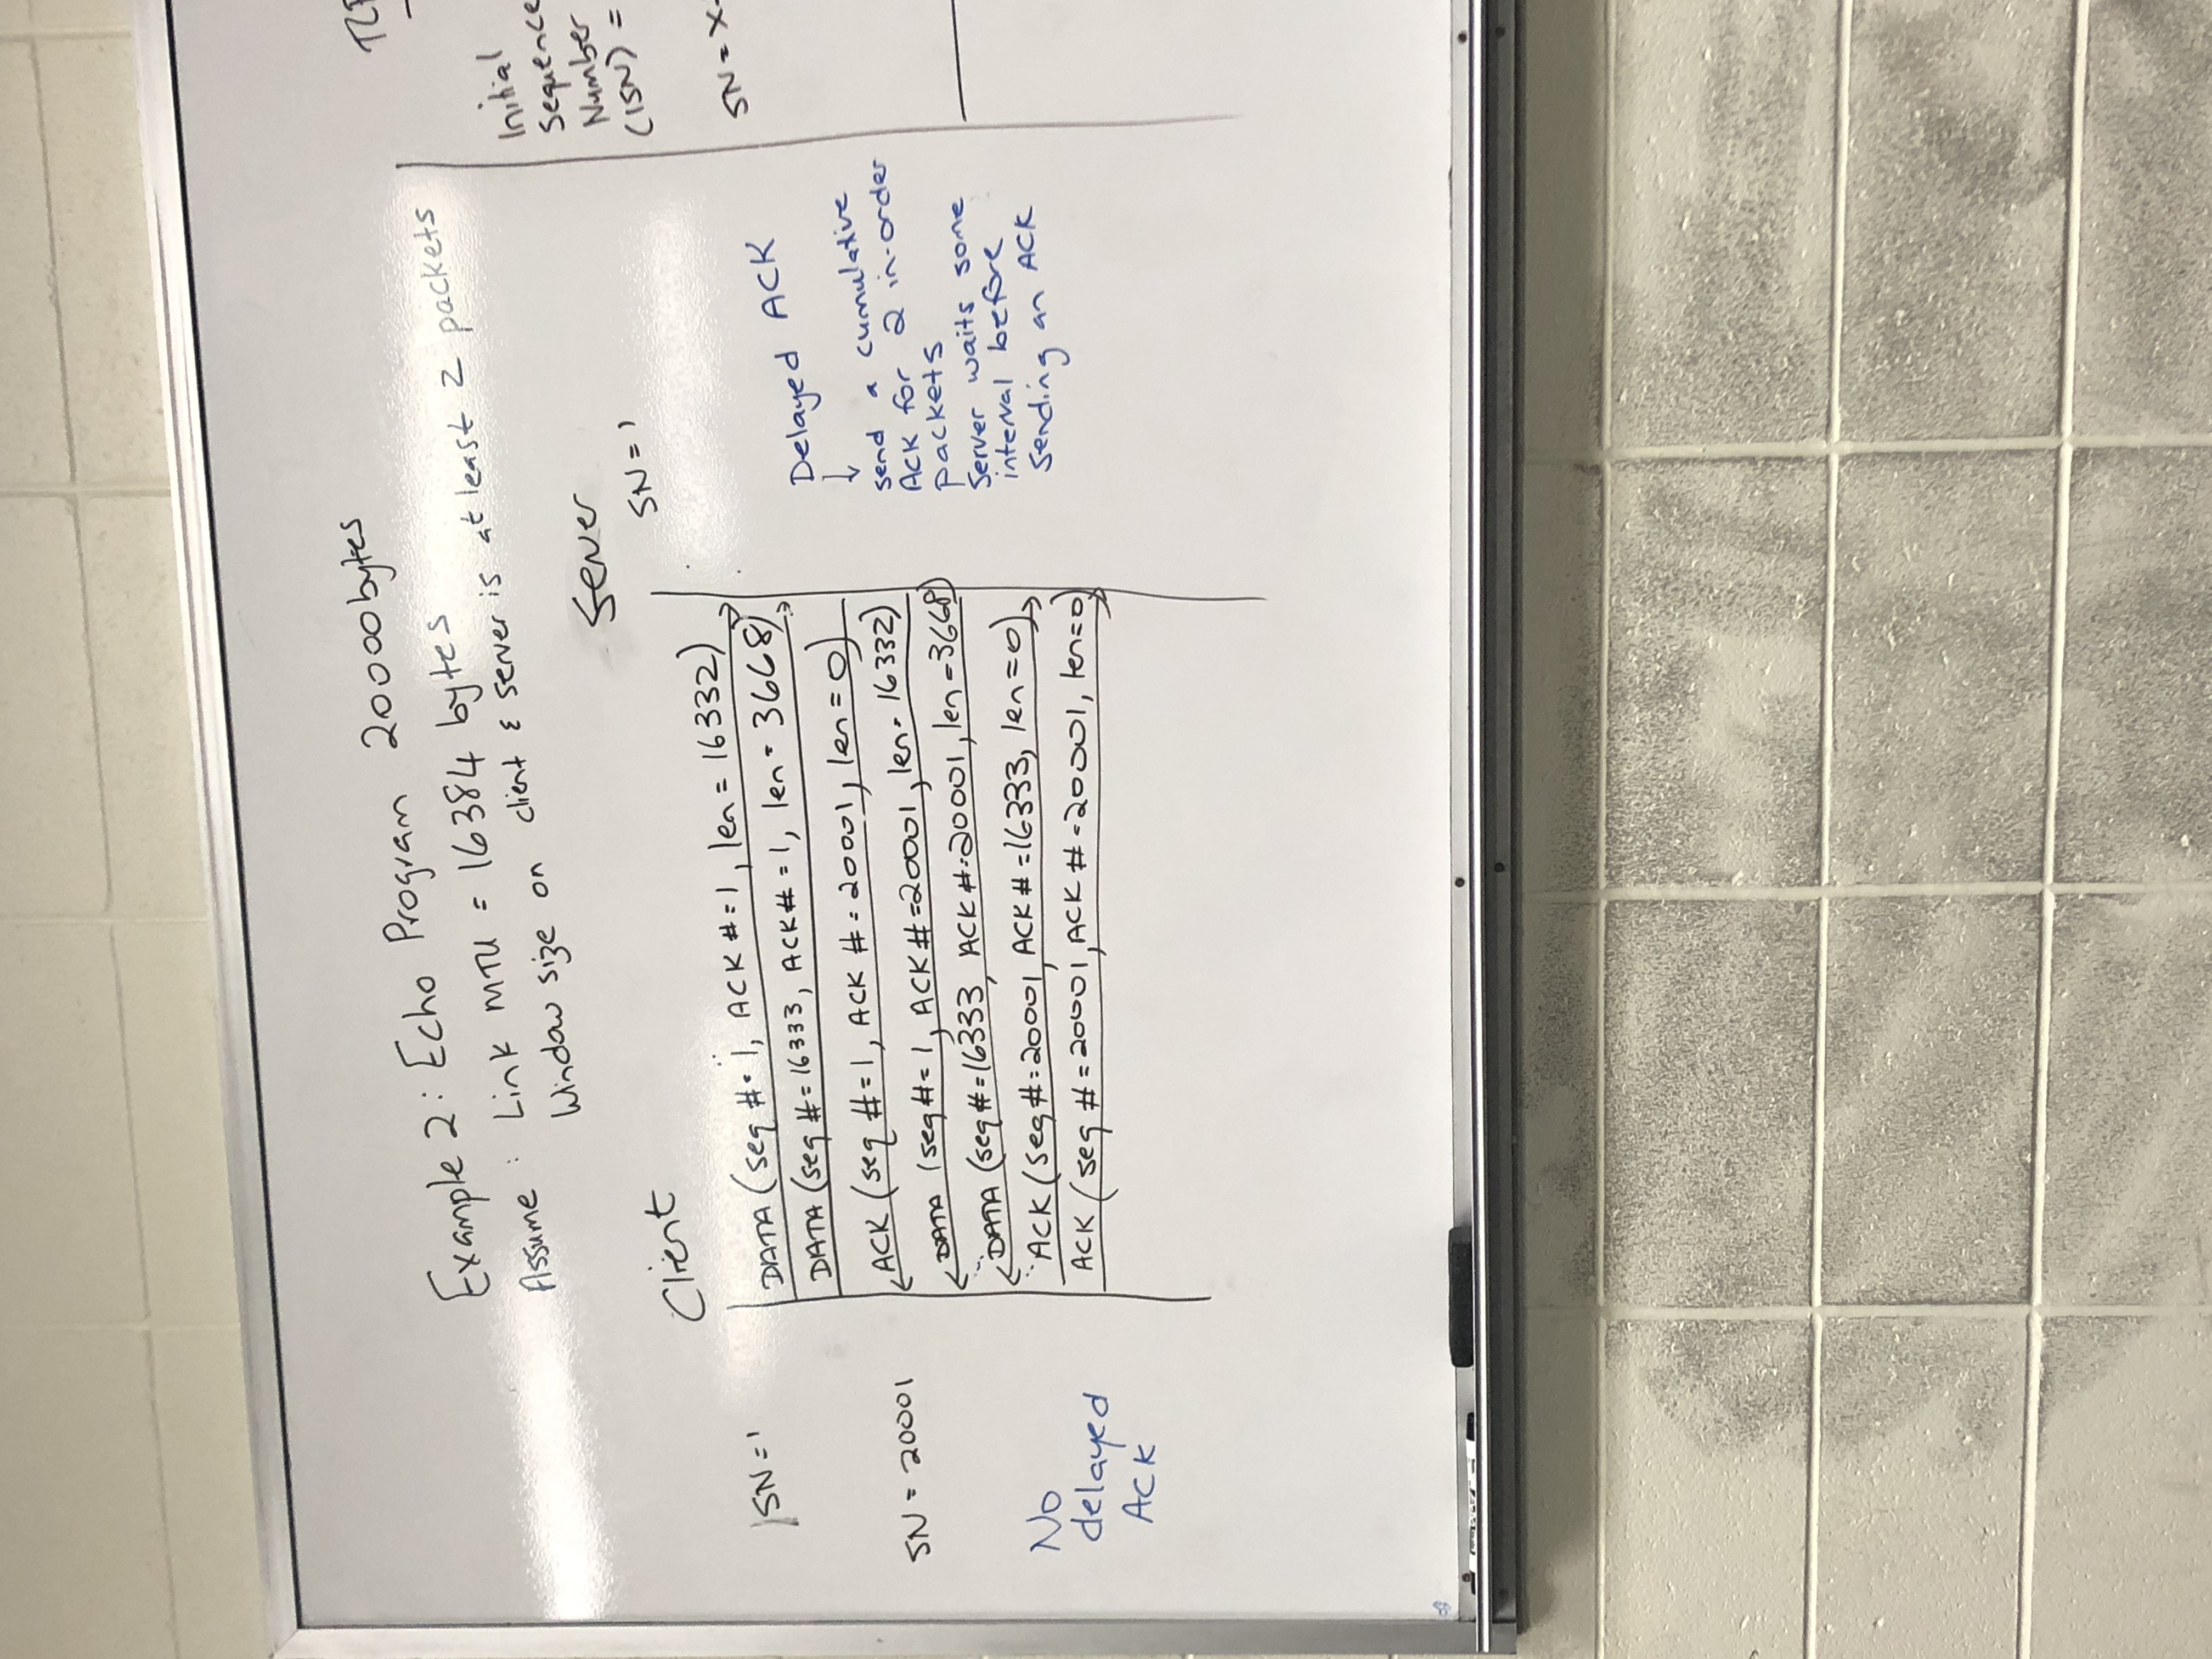 Example 2: Echo Program 20000 bytes
Assume: Link MTU = 16384 bytes
Window size on client & server is at least 2 packets
Client
Server
SN = 1
SN = 1
DATA (seq #= 1, ACK #=1, len = 16332)
DATA (seq #=16333, ACK# =1, len = 3668)
ACK (seq #=1, ACK #=20001, len=0)
SN = 20001
DATA (seq#=1, ACK#=20001, len= 16332)
DATA (seq#=16333, ACK#=20001, len=3668)
ACK (seq#=20001, ACK#=16333, len=0)
ACK (seq #=20001, ACK #=20001, len=0)
No
delayed
ACK
Delayed ACK
↓
send a cumulative
ACK for 2 in-order
packets
Server waits some
interval before
sending an ACK
Initial
Sequence
Number
(ISN) =
SN = X